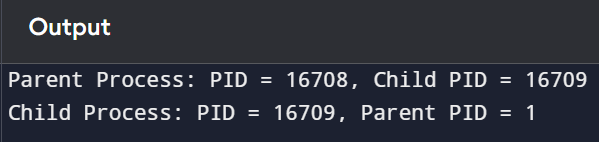 Output
Parent Process: PID = 16708, Child PID = 16709
Child Process: PID = 16709, Parent PID = 1